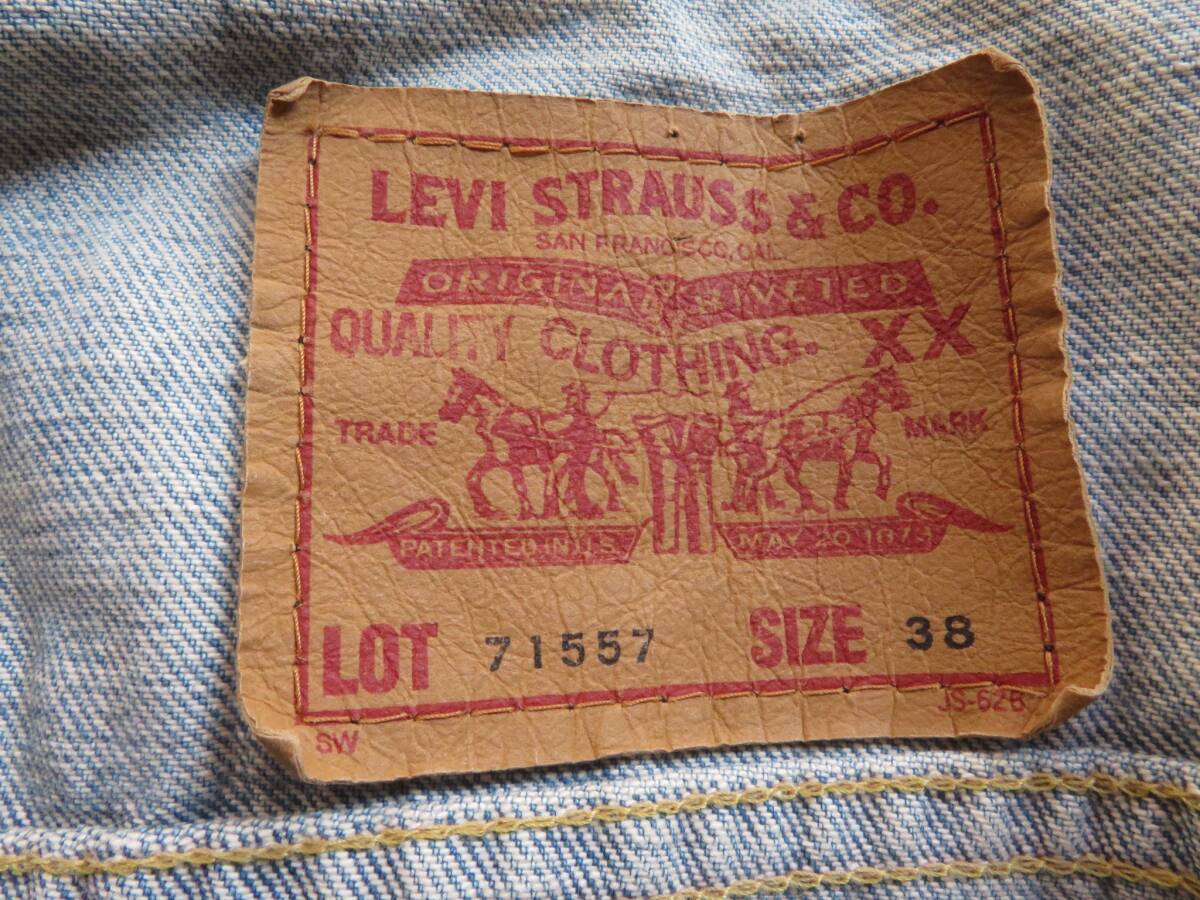 LEVI STRAUSS & CO.
SAN FRANCISCO, CAL.
ORIGINAL RIVETED
QUALITY CLOTHING. XX
TRADE MARK
PATENTED IN U.S. MAY 20 1873
LOT 71557 SIZE 38
SW JS-626